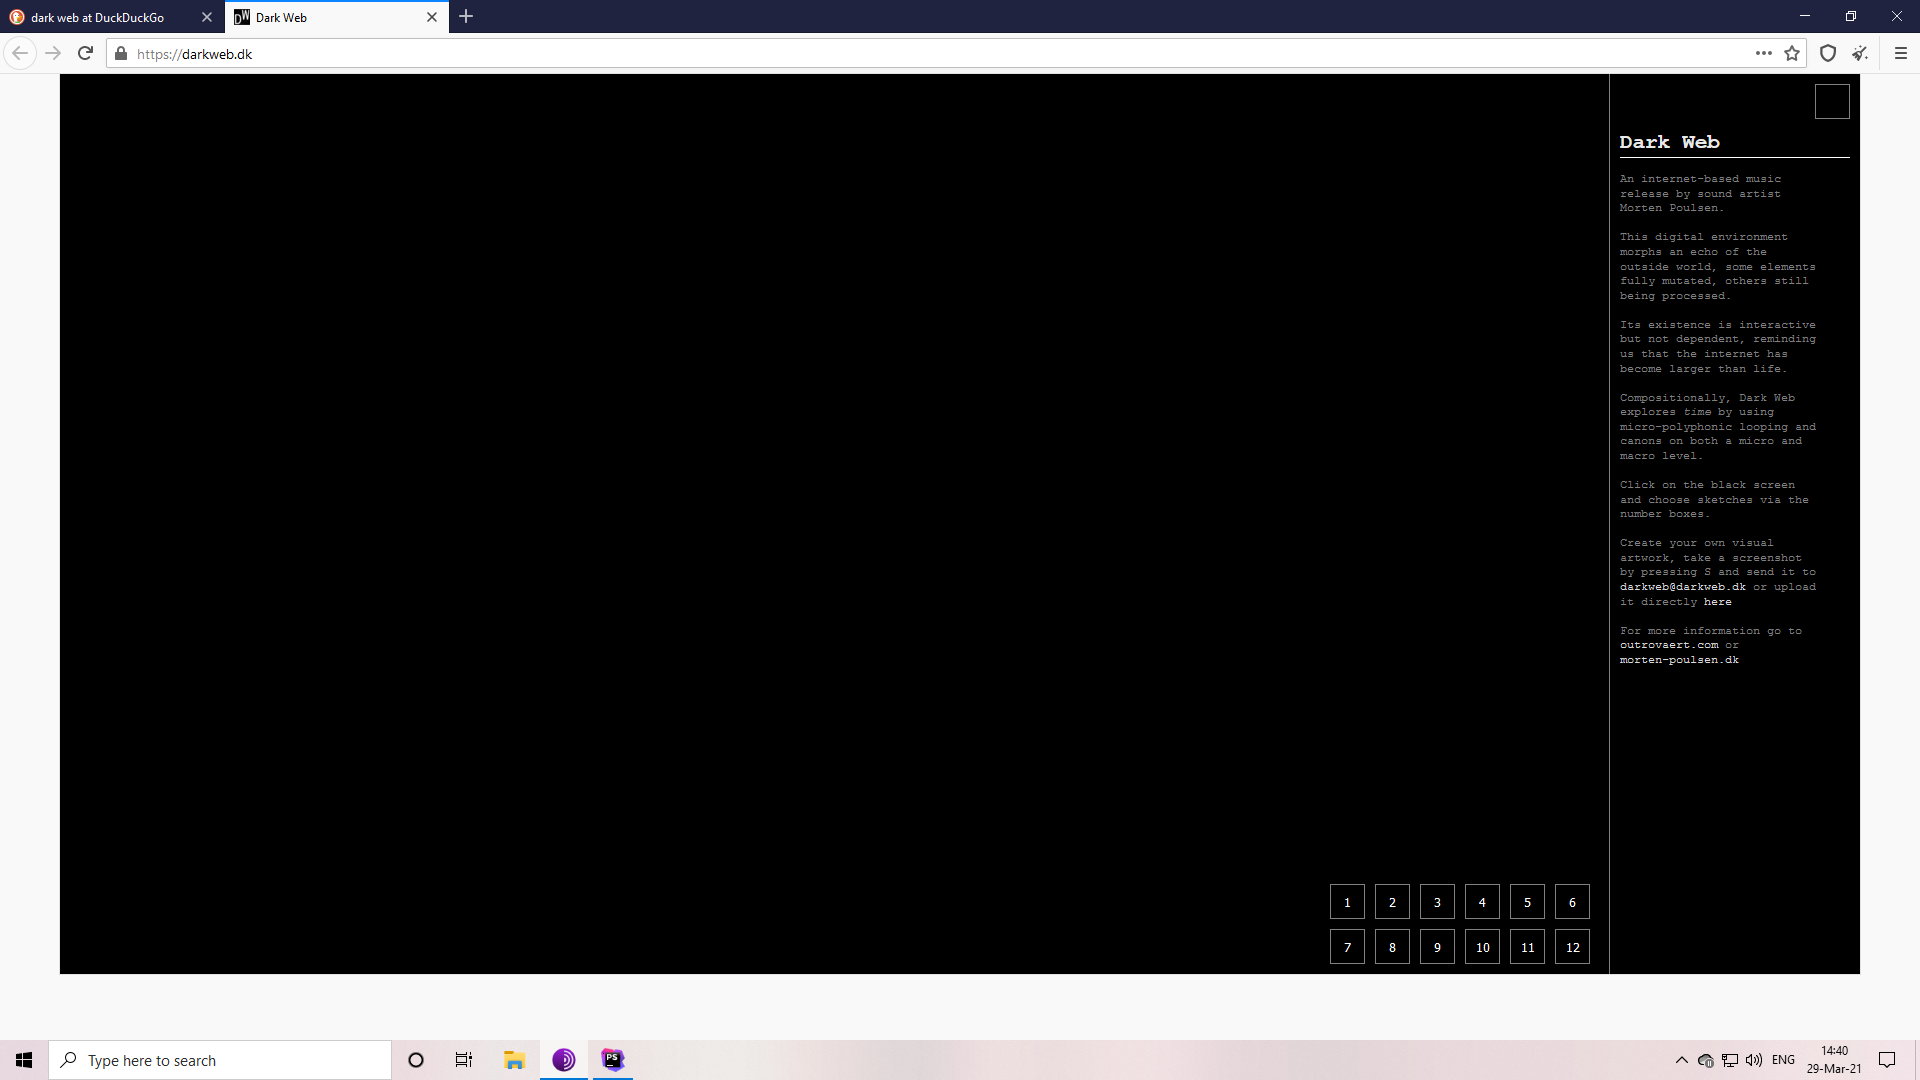 dark web at DuckDuckGo
DW Dark Web
https://darkweb.dk
Dark Web
An internet-based music
release by sound artist
Morten Poulsen.
This digital environment
morphs an echo of the
outside world, some elements
fully mutated, others still
being processed.
Its existence is interactive
but not dependent, reminding
us that the internet has
become larger than life.
Compositionally, Dark Web
explores time by using
micro-polyphonic looping and
canons on both a micro and
macro level.
Click on the black screen
and choose sketches via the
number boxes.
Create your own visual
artwork, take a screenshot
by pressing S and send it to
darkweb@darkweb.dk or upload
it directly here
For more information go to
outrovaert.com or
morten-poulsen.dk
1 2 3 4 5 6
7 8 9 10 11 12
Type here to search
PS
ENG
14:40
29-Mar-21